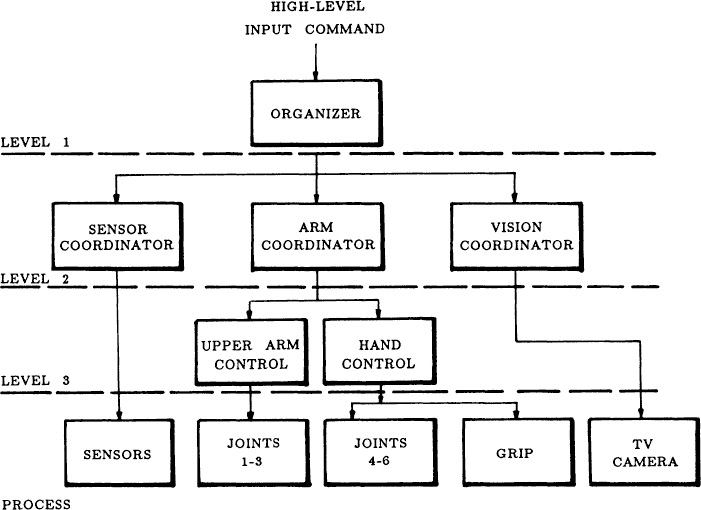 HIGH-LEVEL
INPUT COMMAND
ORGANIZER
LEVEL 1
SENSOR
COORDINATOR
ARM
COORDINATOR
VISION
COORDINATOR
LEVEL 2
UPPER ARM
CONTROL
HAND
CONTROL
LEVEL 3
SENSORS
JOINTS
1-3
JOINTS
4-6
GRIP
TV
CAMERA
PROCESS